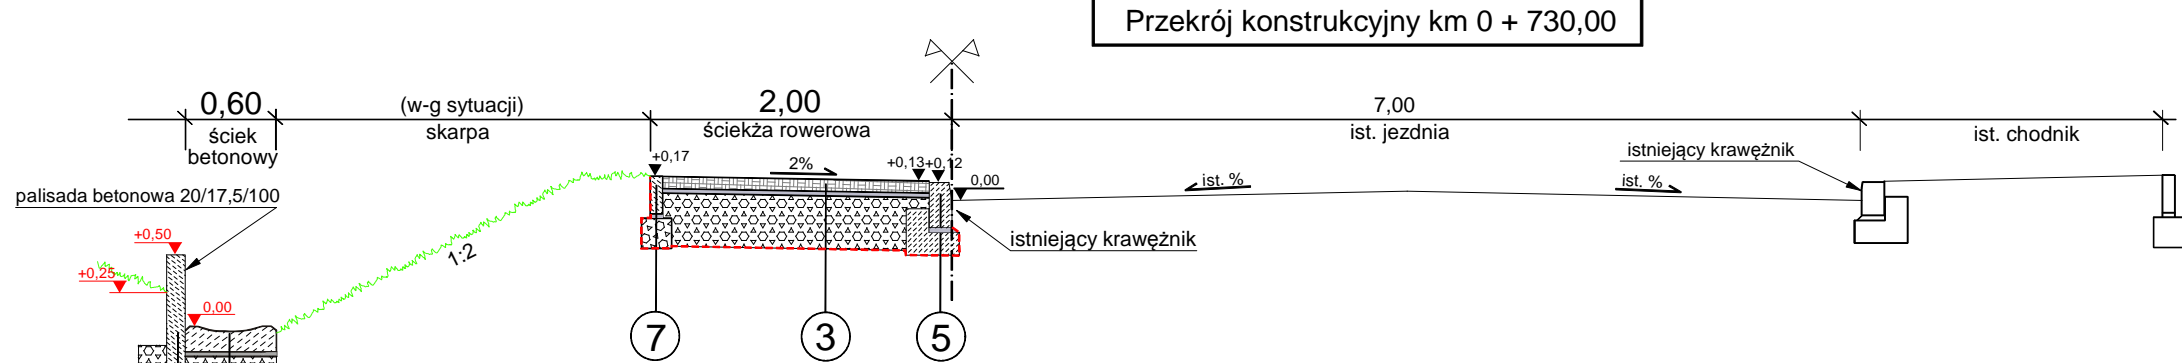 Przekrój konstrukcyjny km 0 + 730,00
0,60
ściek
betonowy
(w-g sytuacji)
skarpa
2,00
ścieżka rowerowa
7,00
ist. jezdnia
ist. chodnik
+0,17
2%
+0,13
+0,12
0,00
ist. %
ist. %
istniejący krawężnik
palisada betonowa 20/17,5/100
+0,50
+0,25
0,00
1:2
istniejący krawężnik
7
3
5